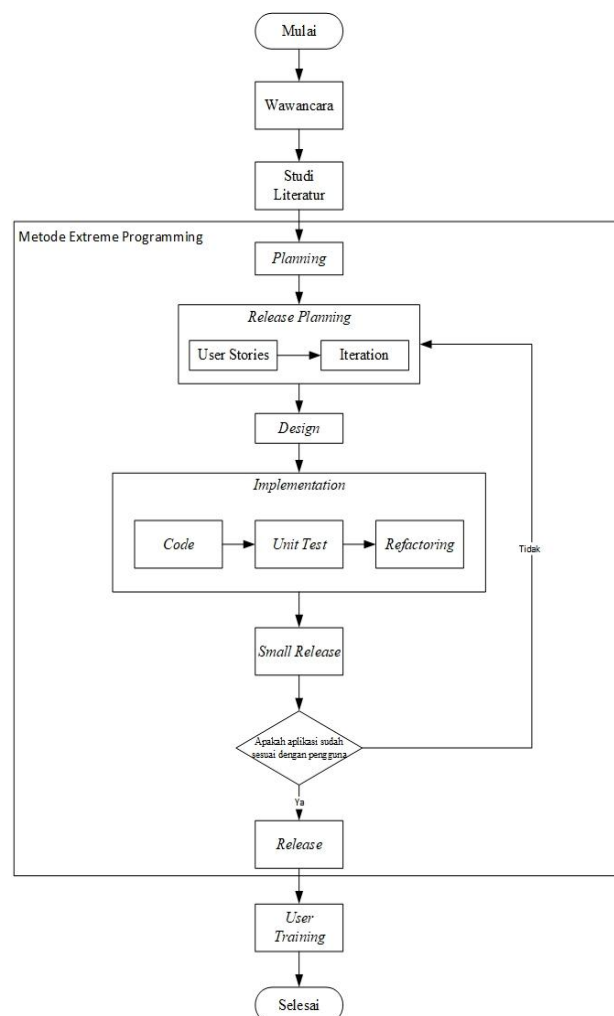 Mulai
Wawancara
Studi
Literatur
Metode Extreme Programming
Planning
Release Planning
User Stories
Iteration
Design
Implementation
Code
Unit Test
Refactoring
Tidak
Small Release
Apakah aplikasi sudah
sesuai dengan pengguna
Ya
Release
User
Training
Selesai